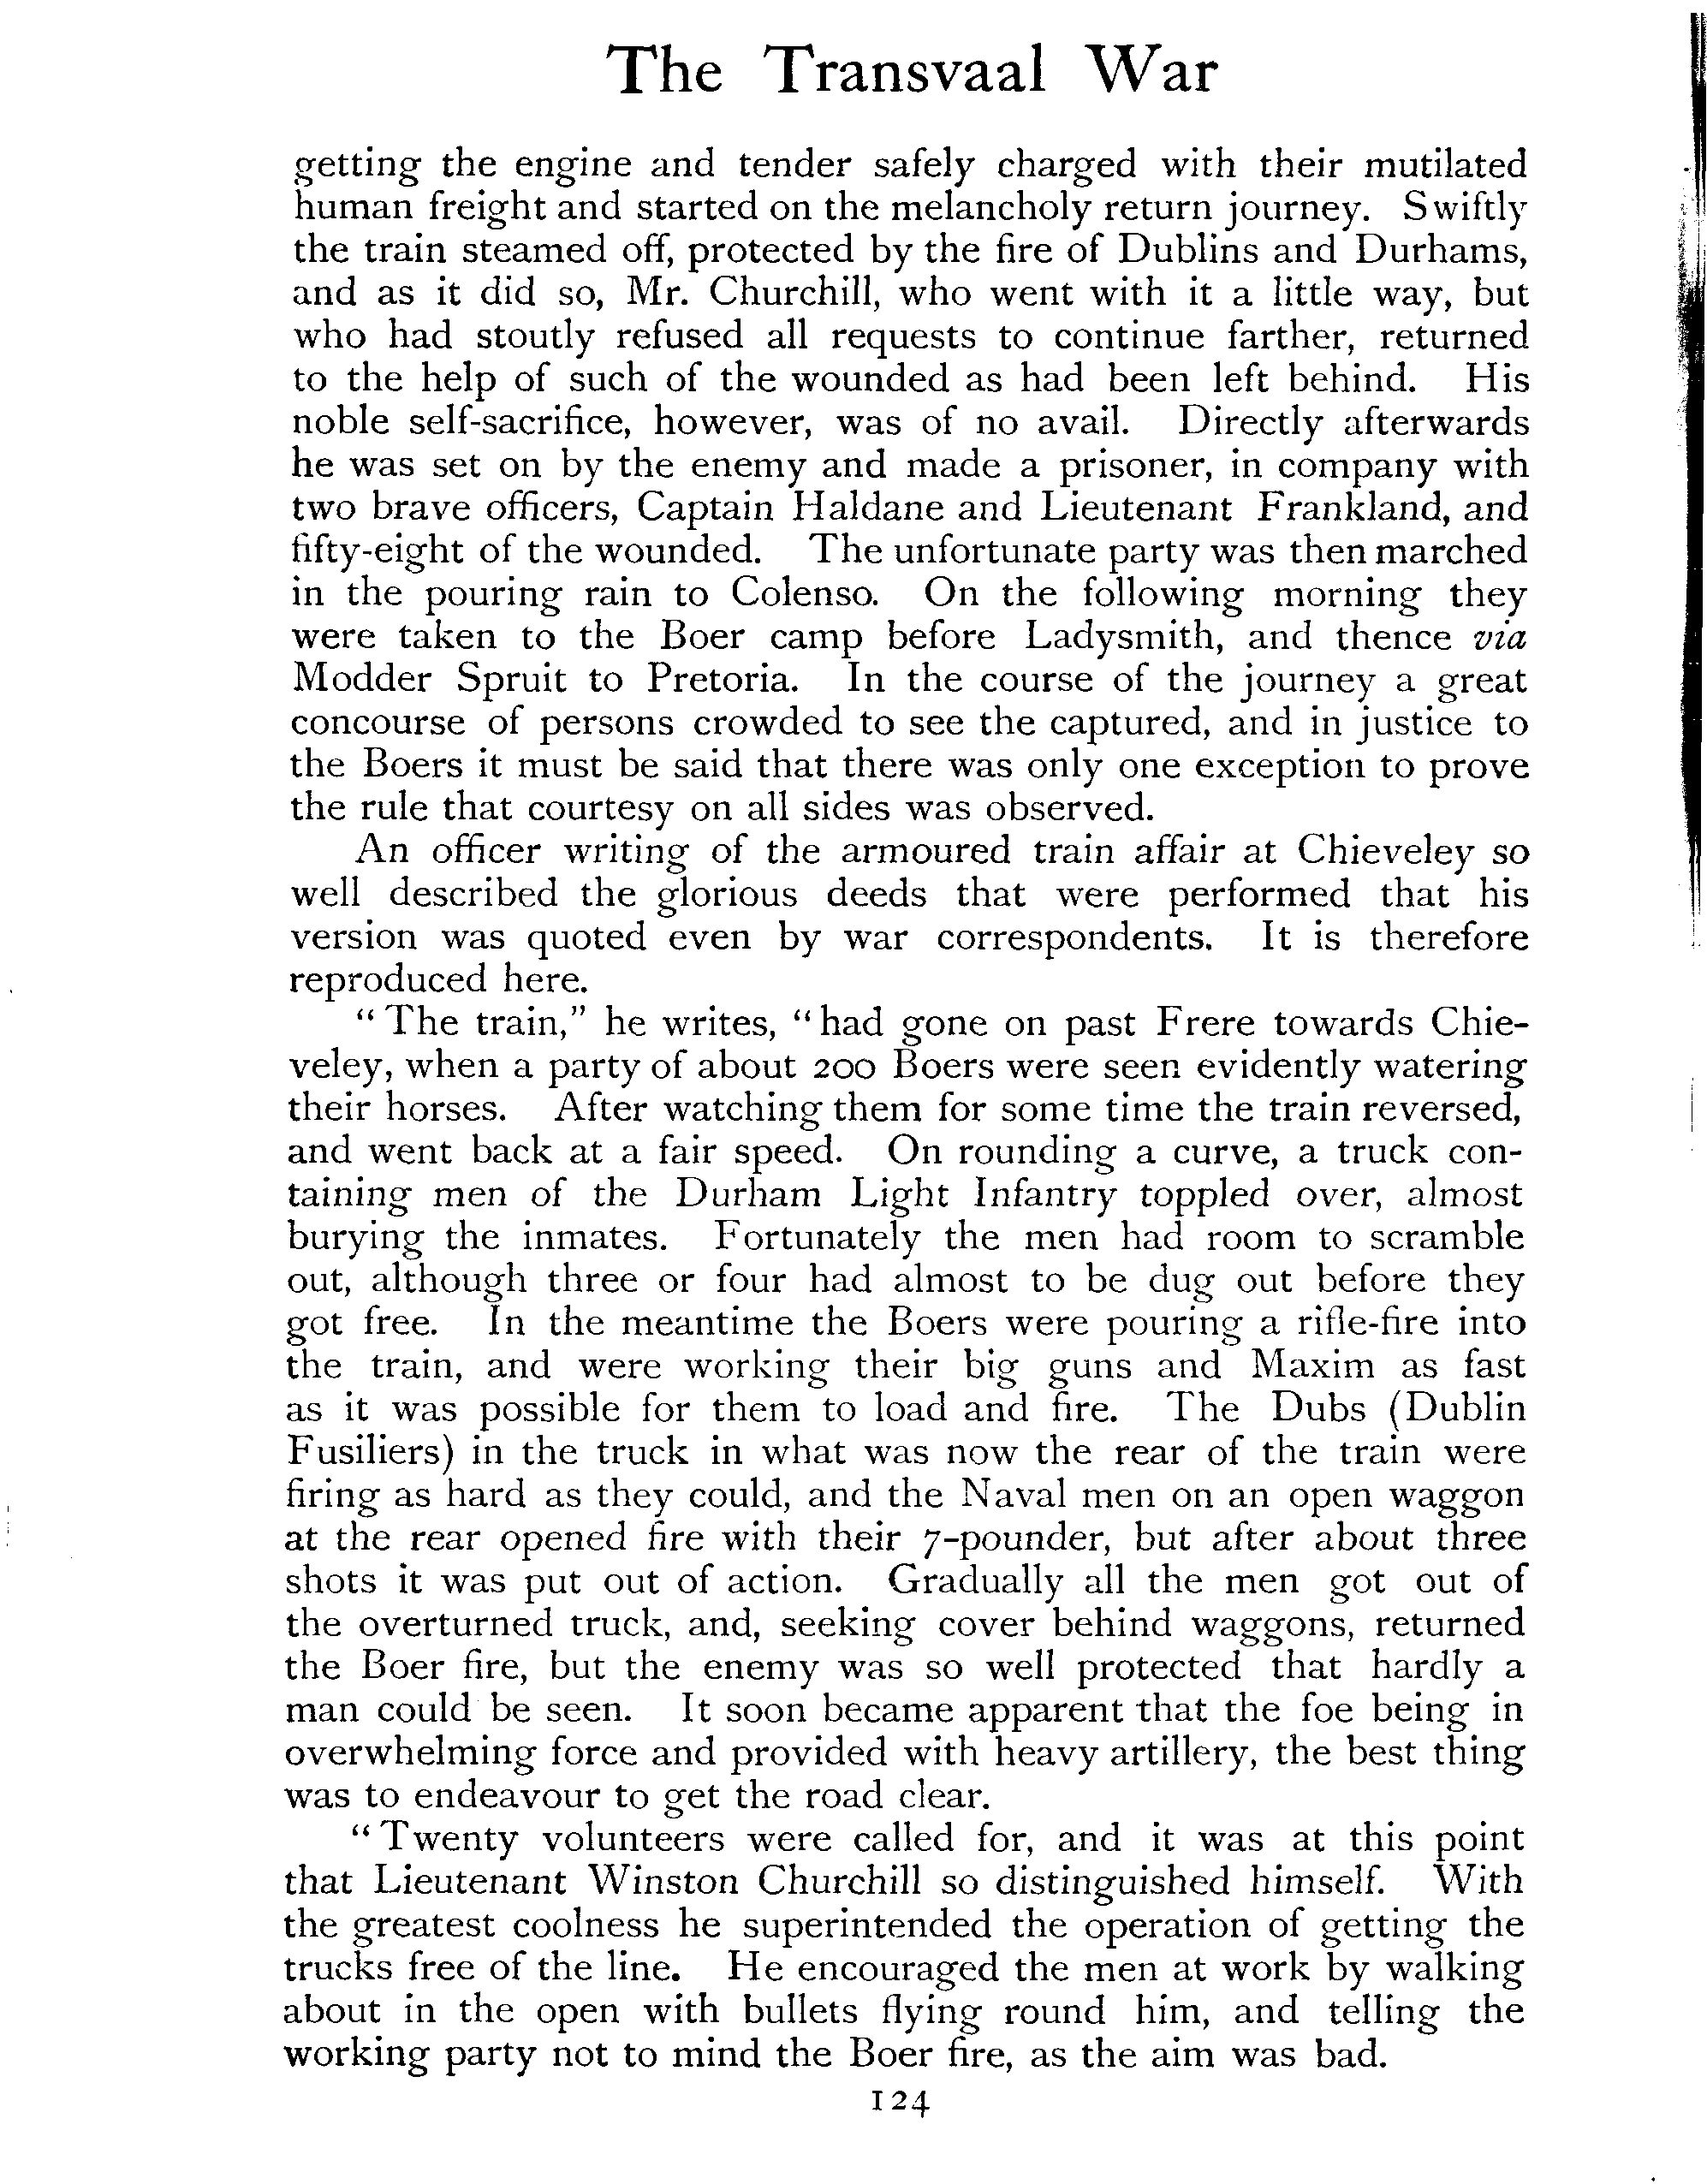 The Transvaal War
getting the engine and tender safely charged with their mutilated
human freight and started on the melancholy return journey. Swiftly
the train steamed off, protected by the fire of Dublins and Durhams,
and as it did so, Mr. Churchill, who went with it a little way, but
who had stoutly refused all requests to continue farther, returned
to the help of such of the wounded as had been left behind. His
noble self-sacrifice, however, was of no avail. Directly afterwards
he was set on by the enemy and made a prisoner, in company with
two brave officers, Captain Haldane and Lieutenant Frankland, and
fifty-eight of the wounded. The unfortunate party was then marched
in the pouring rain to Colenso. On the following morning they
were taken to the Boer camp before Ladysmith, and thence via
Modder Spruit to Pretoria. In the course of the journey a great
concourse of persons crowded to see the captured, and in justice to
the Boers it must be said that there was only one exception to prove
the rule that courtesy on all sides was observed.
An officer writing of the armoured train affair at Chieveley so
well described the glorious deeds that were performed that his
version was quoted even by war correspondents. It is therefore
reproduced here.
“The train,” he writes, “had gone on past Frere towards Chie-
veley, when a party of about 200 Boers were seen evidently watering
their horses. After watching them for some time the train reversed,
and went back at a fair speed. On rounding a curve, a truck con-
taining men of the Durham Light Infantry toppled over, almost
burying the inmates. Fortunately the men had room to scramble
out, although three or four had almost to be dug out before they
got free. In the meantime the Boers were pouring a rifle-fire into
the train, and were working their big guns and Maxim as fast
as it was possible for them to load and fire. The Dubs (Dublin
Fusiliers) in the truck in what was now the rear of the train were
firing as hard as they could, and the Naval men on an open waggon
at the rear opened fire with their 7-pounder, but after about three
shots it was put out of action. Gradually all the men got out of
the overturned truck, and, seeking cover behind waggons, returned
the Boer fire, but the enemy was so well protected that hardly a
man could be seen. It soon became apparent that the foe being in
overwhelming force and provided with heavy artillery, the best thing
was to endeavour to get the road clear.
“Twenty volunteers were called for, and it was at this point
that Lieutenant Winston Churchill so distinguished himself. With
the greatest coolness he superintended the operation of getting the
trucks free of the line. He encouraged the men at work by walking
about in the open with bullets flying round him, and telling the
working party not to mind the Boer fire, as the aim was bad.
124